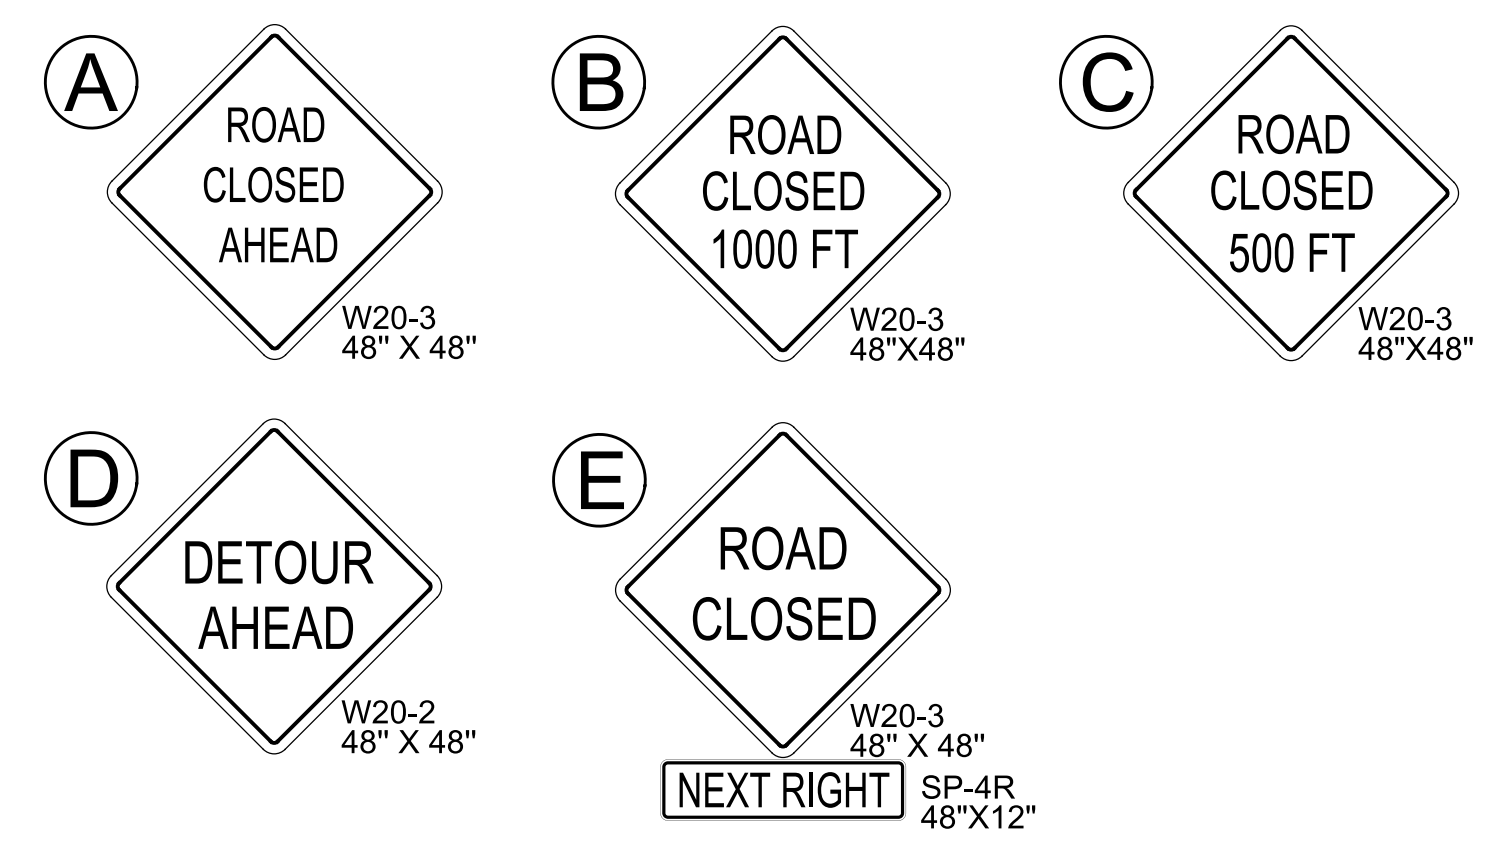 A
ROAD
CLOSED
AHEAD
W20-3
48" X 48"
B
ROAD
CLOSED
1000 FT
W20-3
48"X48"
C
ROAD
CLOSED
500 FT
W20-3
48"X48"
D
DETOUR
AHEAD
W20-2
48" X 48"
E
ROAD
CLOSED
W20-3
48" X 48"
NEXT RIGHT
SP-4R
48"X12"